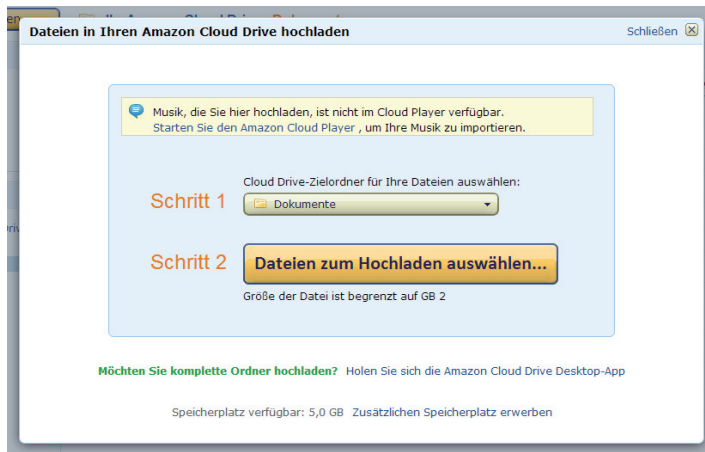 Dateien in Ihren Amazon Cloud Drive hochladen
Schließen
Musik, die Sie hier hochladen, ist nicht im Cloud Player verfügbar.
Starten Sie den Amazon Cloud Player , um Ihre Musik zu importieren.
Cloud Drive-Zielordner für Ihre Dateien auswählen:
Schritt 1
Dokumente
Schritt 2
Dateien zum Hochladen auswählen...
Größe der Datei ist begrenzt auf GB 2
Möchten Sie komplette Ordner hochladen? Holen Sie sich die Amazon Cloud Drive Desktop-App
Speicherplatz verfügbar: 5,0 GB Zusätzlichen Speicherplatz erwerben